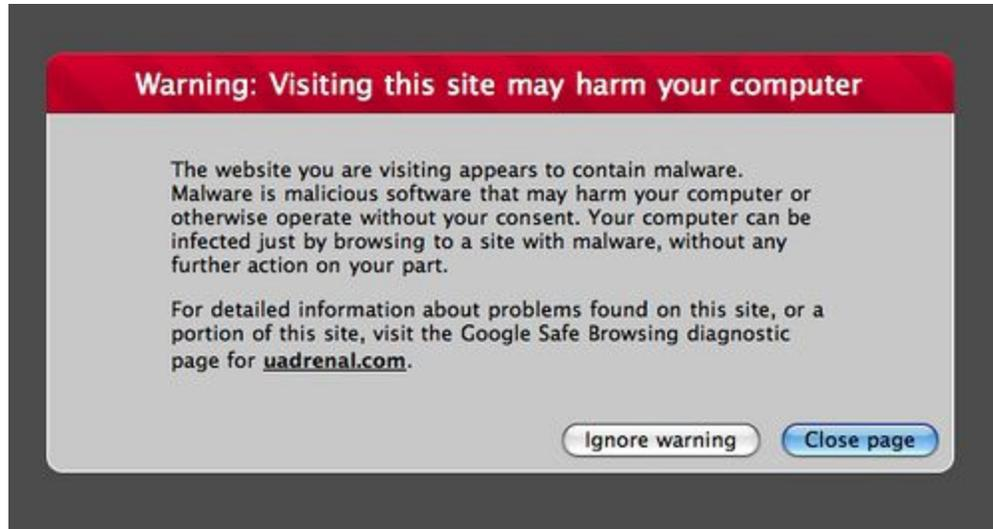 Warning: Visiting this site may harm your computer
The website you are visiting appears to contain malware.
Malware is malicious software that may harm your computer or
otherwise operate without your consent. Your computer can be
infected just by browsing to a site with malware, without any
further action on your part.
For detailed information about problems found on this site, or a
portion of this site, visit the Google Safe Browsing diagnostic
page for uadrenal.com.
Ignore warning
Close page